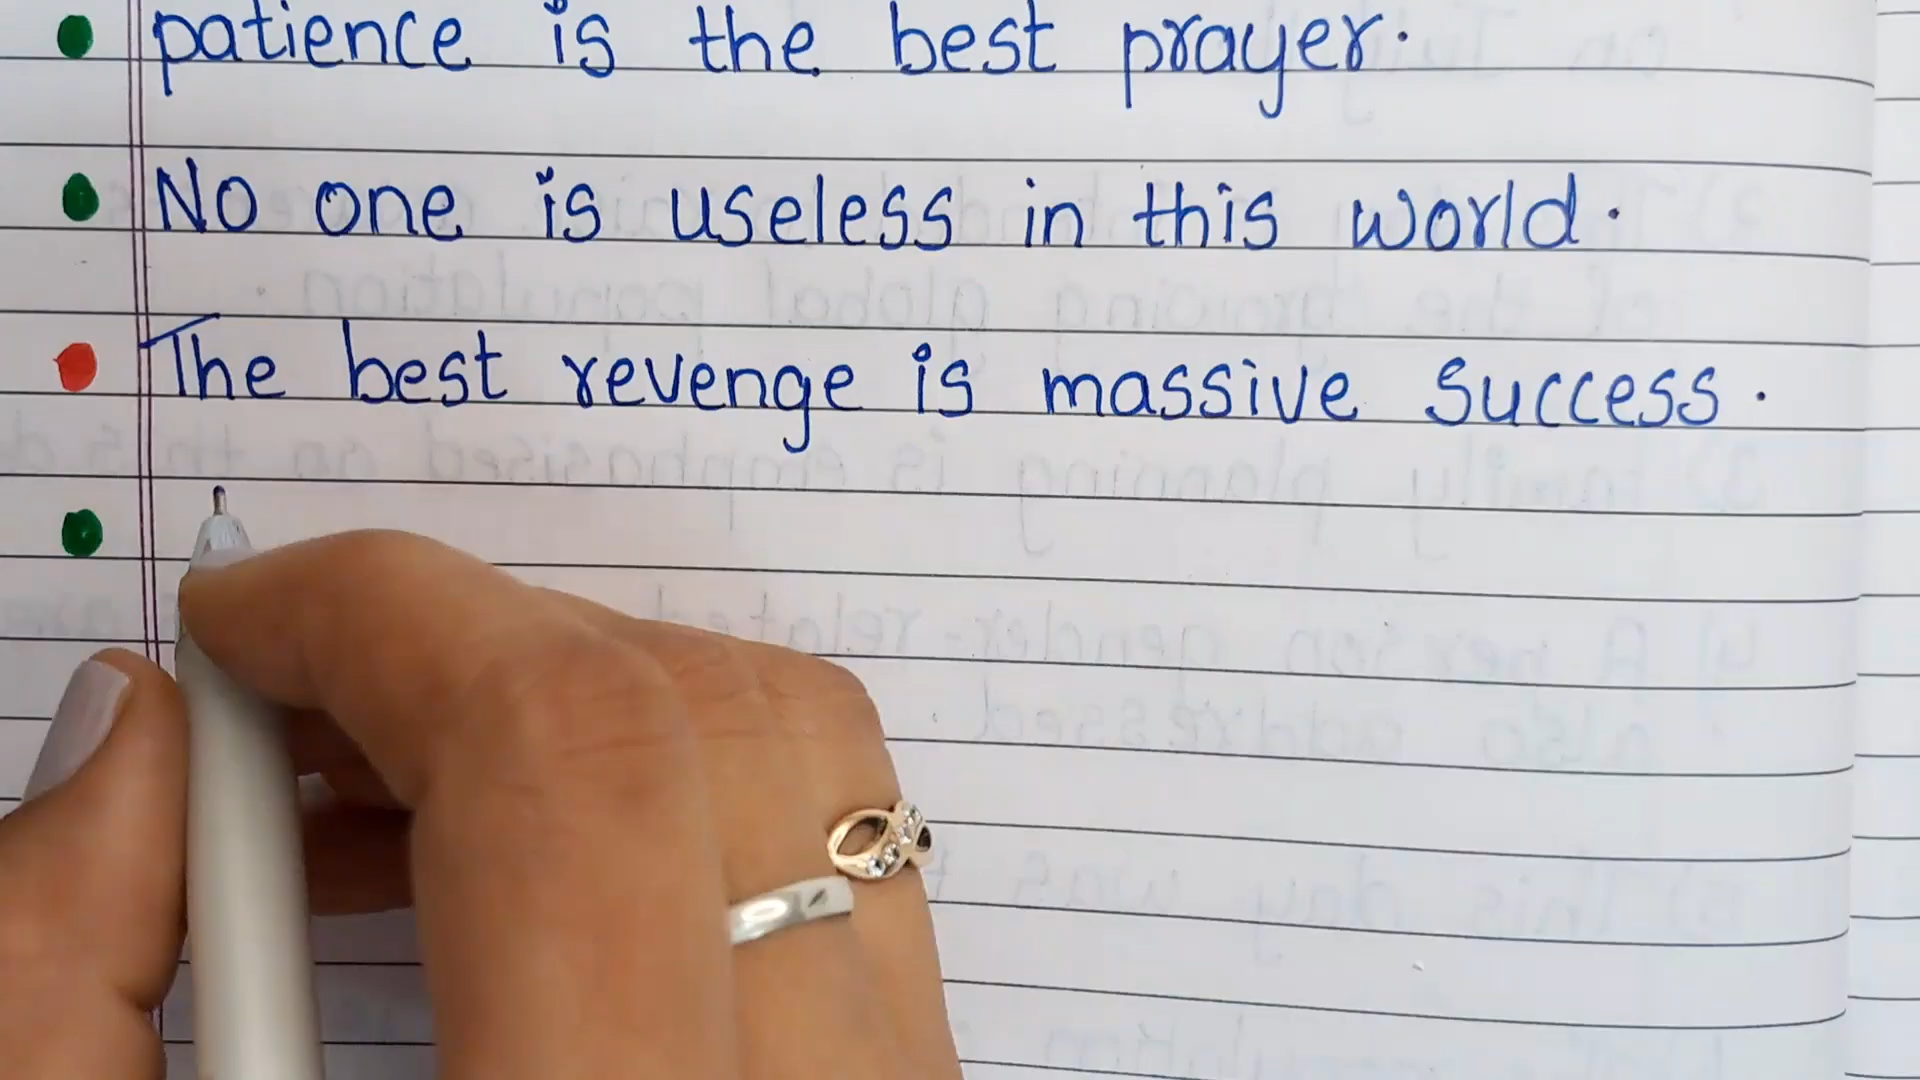 patience is the best prayer.
No one is useless in this world.
The best revenge is massive success.